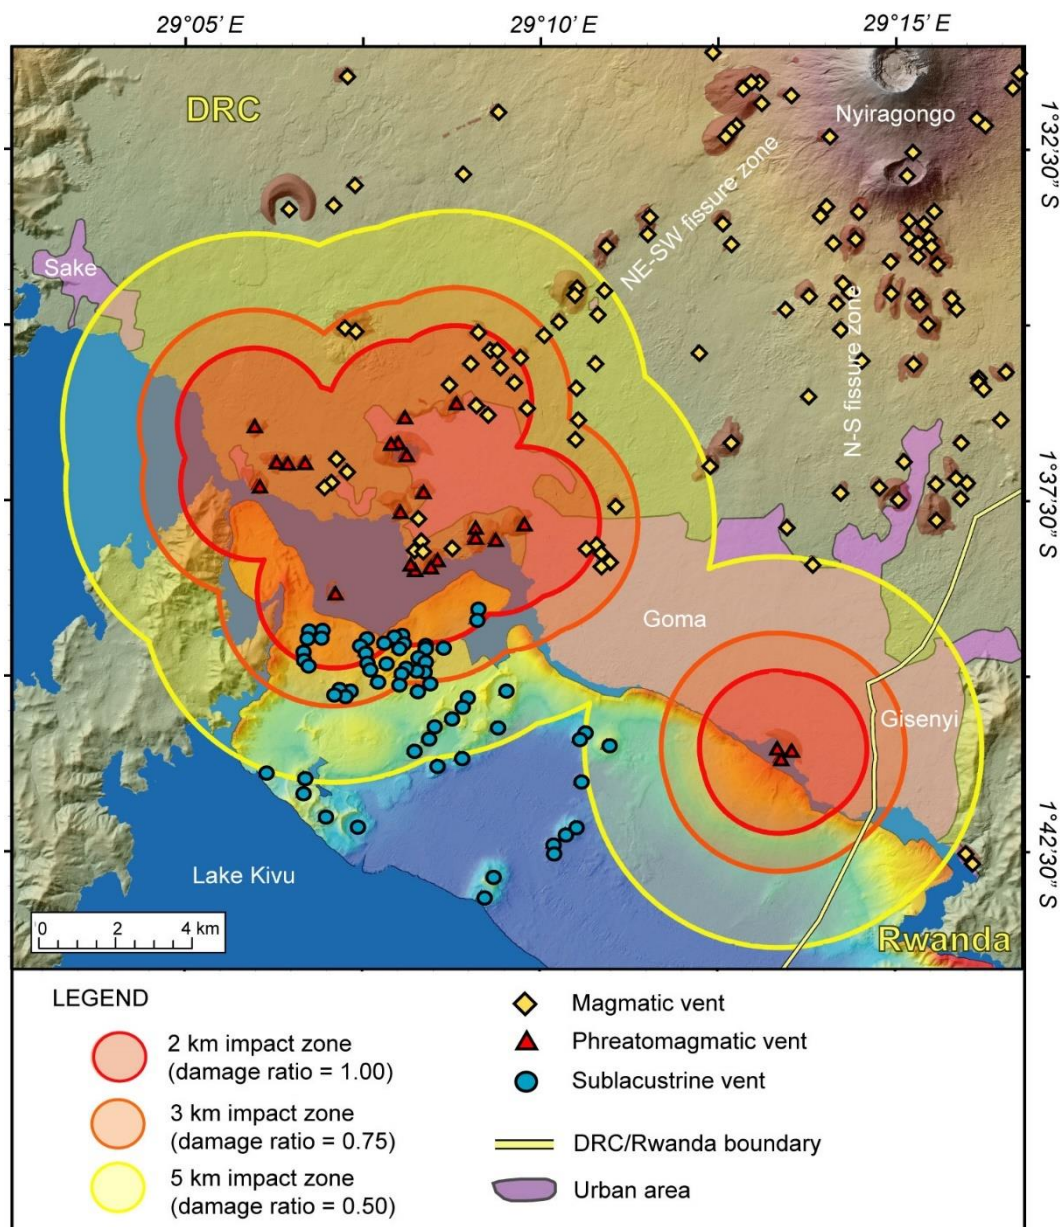 29°05' E
29°10' E
29°15' E
DRC
Nyiragongo
1°32'30" S
NE-SW fissure zone
Sake
N-S fissure zone
1°37'30" S
Goma
Gisenyi
1°42'30" S
Lake Kivu
0 2 4 km
Rwanda
LEGEND
2 km impact zone
(damage ratio = 1.00)
3 km impact zone
(damage ratio = 0.75)
5 km impact zone
(damage ratio = 0.50)
Magmatic vent
Phreatomagmatic vent
Sublacustrine vent
DRC/Rwanda boundary
Urban area